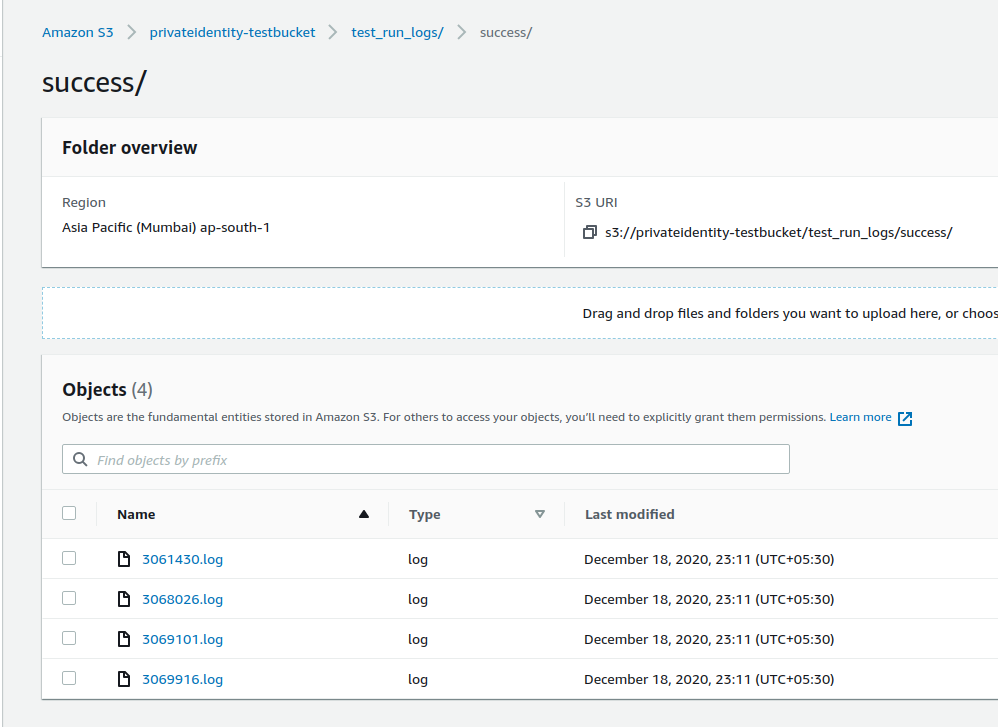 Amazon S3 > privateidentity-testbucket > test_run_logs/ > success/
success/
Folder overview
Region
Asia Pacific (Mumbai) ap-south-1
S3 URI
s3://privateidentity-testbucket/test_run_logs/success/
Drag and drop files and folders you want to upload here, or choos
Objects (4)
Objects are the fundamental entities stored in Amazon S3. For others to access your objects, you'll need to explicitly grant them permissions. Learn more
Find objects by prefix
Name Type Last modified
3061430.log log December 18, 2020, 23:11 (UTC+05:30)
3068026.log log December 18, 2020, 23:11 (UTC+05:30)
3069101.log log December 18, 2020, 23:11 (UTC+05:30)
3069916.log log December 18, 2020, 23:11 (UTC+05:30)